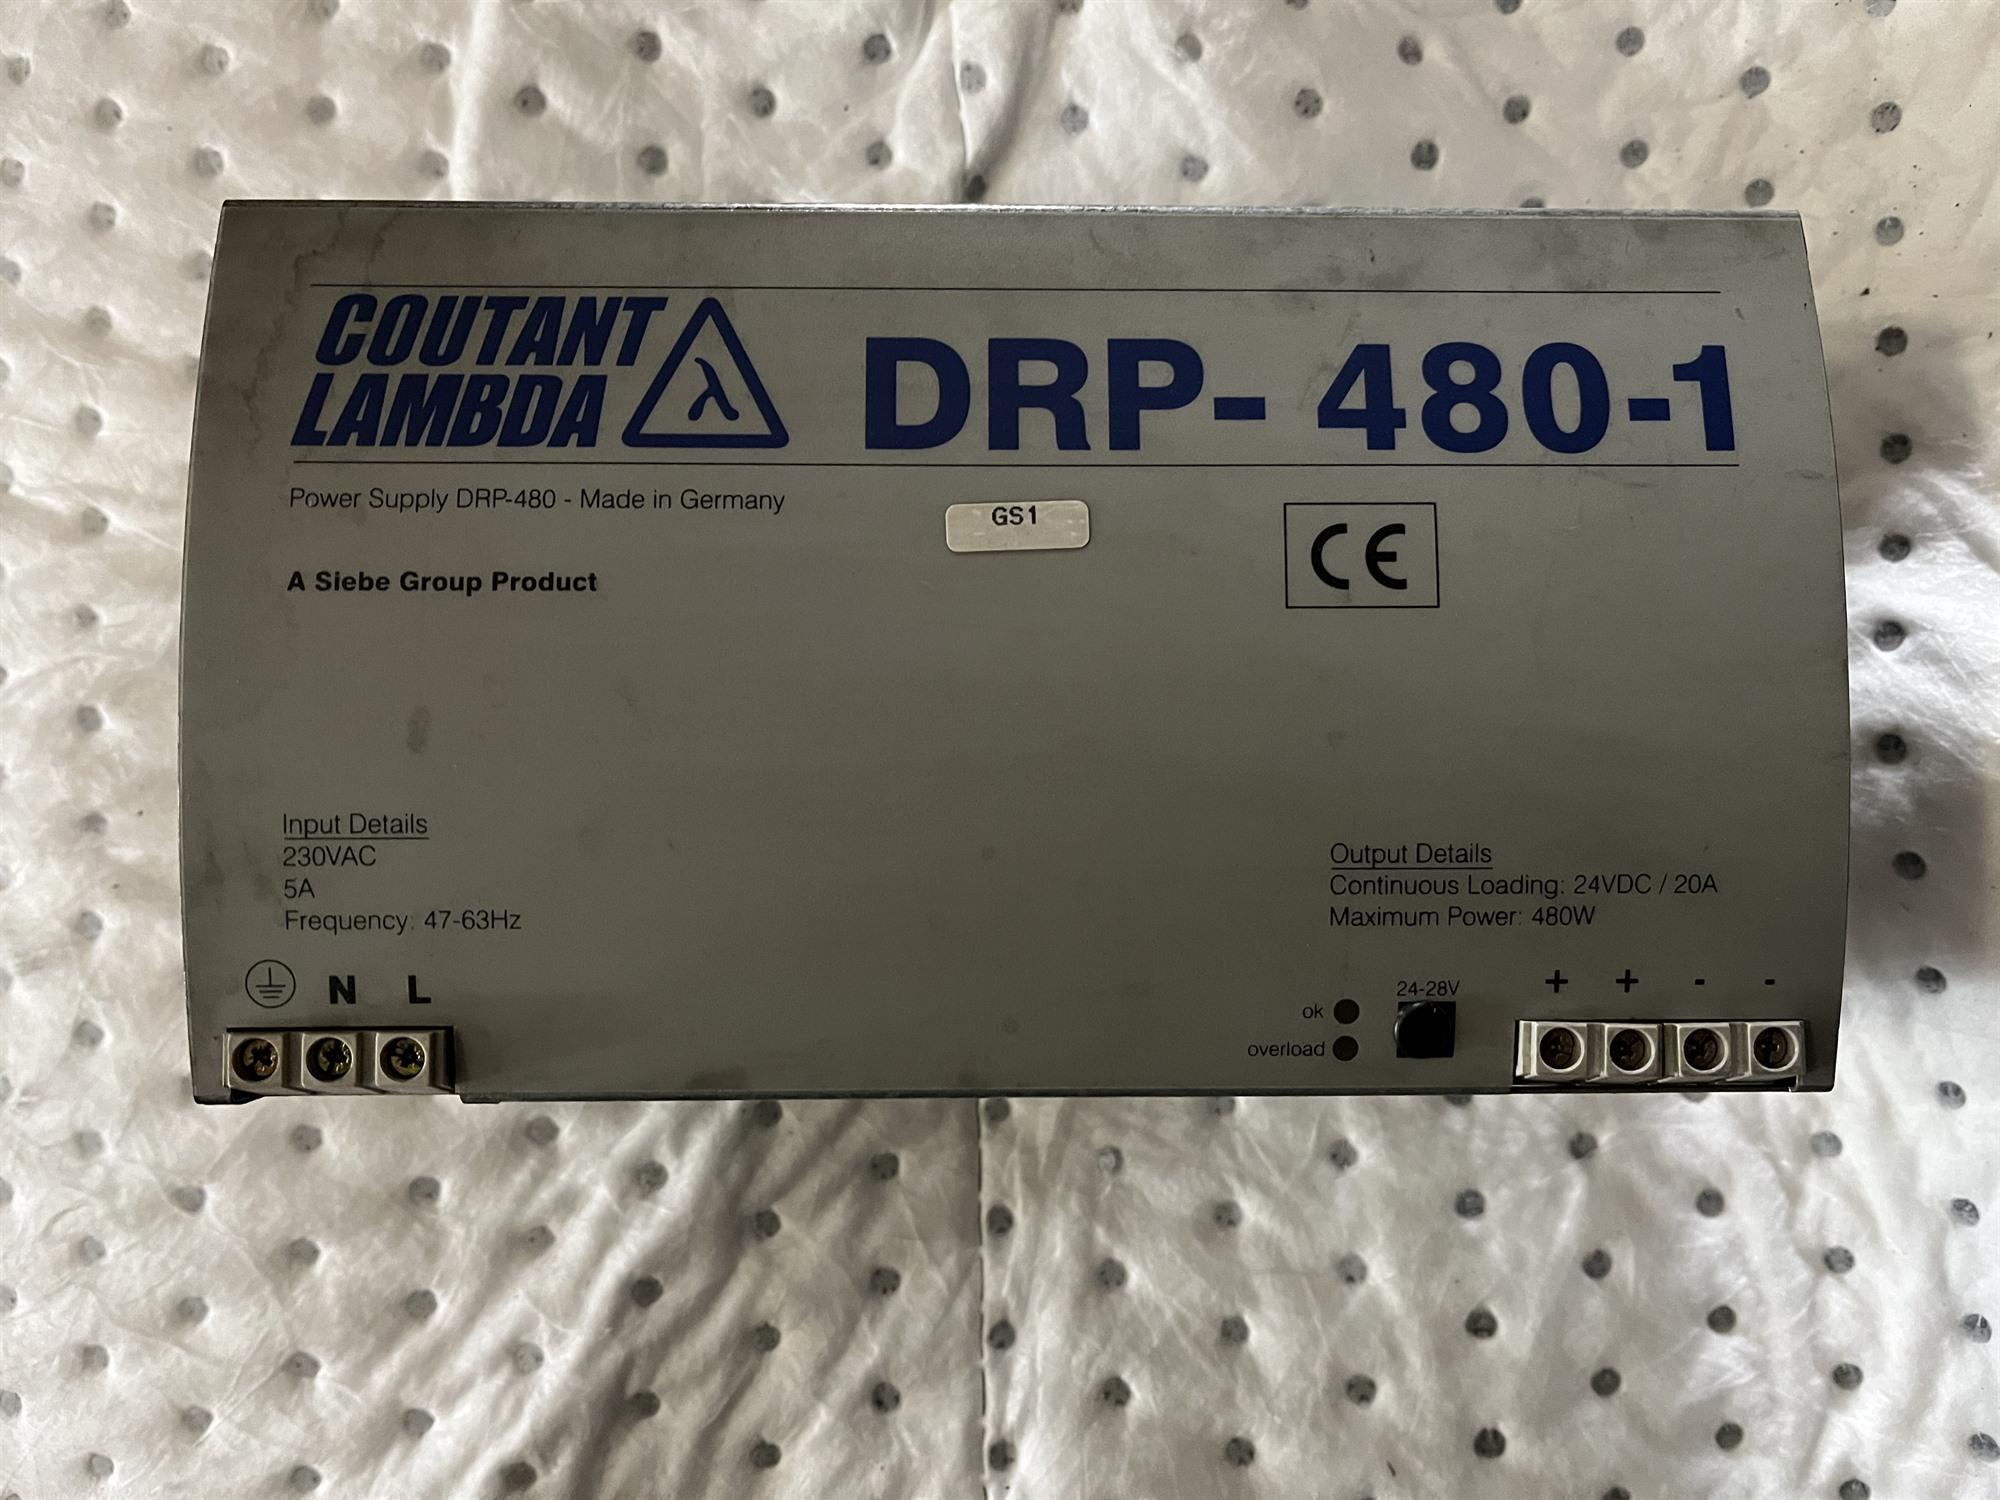 COUTANT
LAMBDA
λ
DRP-480-1
Power Supply DRP-480 - Made in Germany
GS1
CE
A Siebe Group Product
Input Details
230VAC
5A
Frequency: 47-63Hz
N L
Output Details
Continuous Loading: 24VDC / 20A
Maximum Power: 480W
24-28V
+ + - -
ok
overload